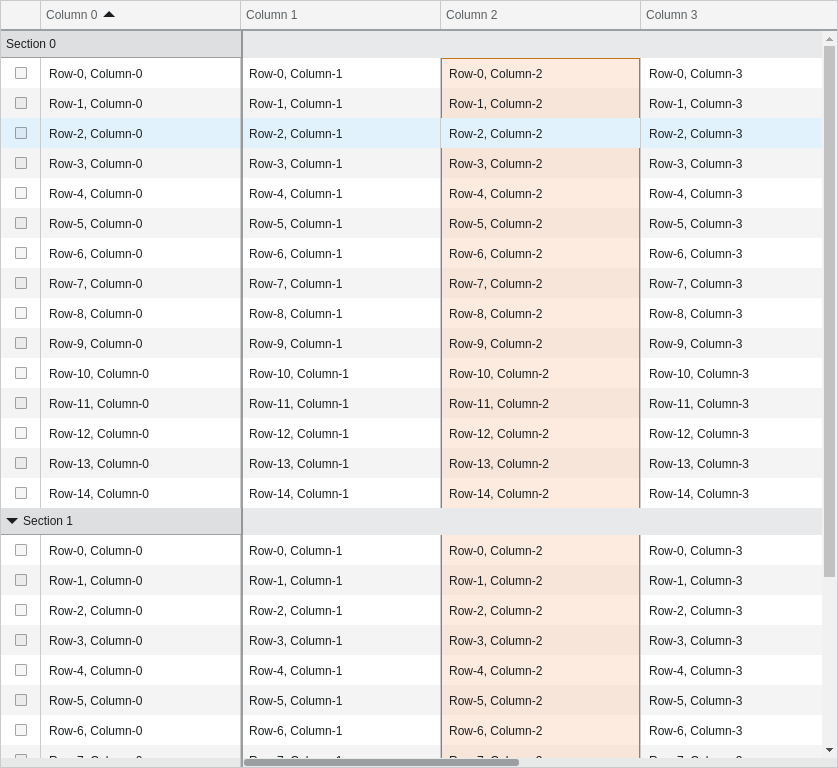 Column 0 Column 1 Column 2 Column 3
Section 0
Row-0, Column-0 Row-0, Column-1 Row-0, Column-2 Row-0, Column-3
Row-1, Column-0 Row-1, Column-1 Row-1, Column-2 Row-1, Column-3
Row-2, Column-0 Row-2, Column-1 Row-2, Column-2 Row-2, Column-3
Row-3, Column-0 Row-3, Column-1 Row-3, Column-2 Row-3, Column-3
Row-4, Column-0 Row-4, Column-1 Row-4, Column-2 Row-4, Column-3
Row-5, Column-0 Row-5, Column-1 Row-5, Column-2 Row-5, Column-3
Row-6, Column-0 Row-6, Column-1 Row-6, Column-2 Row-6, Column-3
Row-7, Column-0 Row-7, Column-1 Row-7, Column-2 Row-7, Column-3
Row-8, Column-0 Row-8, Column-1 Row-8, Column-2 Row-8, Column-3
Row-9, Column-0 Row-9, Column-1 Row-9, Column-2 Row-9, Column-3
Row-10, Column-0 Row-10, Column-1 Row-10, Column-2 Row-10, Column-3
Row-11, Column-0 Row-11, Column-1 Row-11, Column-2 Row-11, Column-3
Row-12, Column-0 Row-12, Column-1 Row-12, Column-2 Row-12, Column-3
Row-13, Column-0 Row-13, Column-1 Row-13, Column-2 Row-13, Column-3
Row-14, Column-0 Row-14, Column-1 Row-14, Column-2 Row-14, Column-3
Section 1
Row-0, Column-0 Row-0, Column-1 Row-0, Column-2 Row-0, Column-3
Row-1, Column-0 Row-1, Column-1 Row-1, Column-2 Row-1, Column-3
Row-2, Column-0 Row-2, Column-1 Row-2, Column-2 Row-2, Column-3
Row-3, Column-0 Row-3, Column-1 Row-3, Column-2 Row-3, Column-3
Row-4, Column-0 Row-4, Column-1 Row-4, Column-2 Row-4, Column-3
Row-5, Column-0 Row-5, Column-1 Row-5, Column-2 Row-5, Column-3
Row-6, Column-0 Row-6, Column-1 Row-6, Column-2 Row-6, Column-3